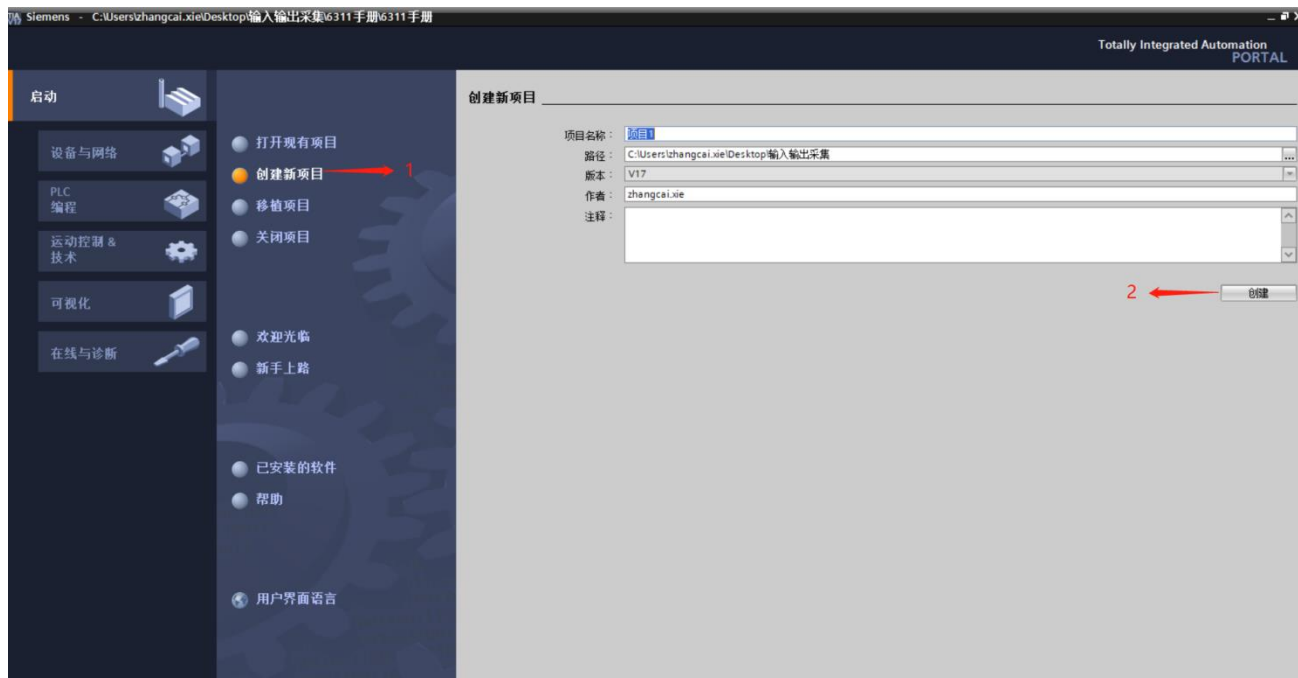 Siemens - C:\Users\zhangcai.xie\Desktop\输入输出采集\6311手册\6311手册
Totally Integrated Automation
PORTAL
启动
设备与网络
PLC
编程
运动控制 &
技术
可视化
在线与诊断
打开现有项目
创建新项目
1
移植项目
关闭项目
欢迎光临
新手上路
已安装的软件
帮助
用户界面语言
创建新项目
项目名称：
项目1
路径：
C:\Users\zhangcai.xie\Desktop\输入输出采集
...
版本：
V17
作者：
zhangcai.xie
注释：
2
创建